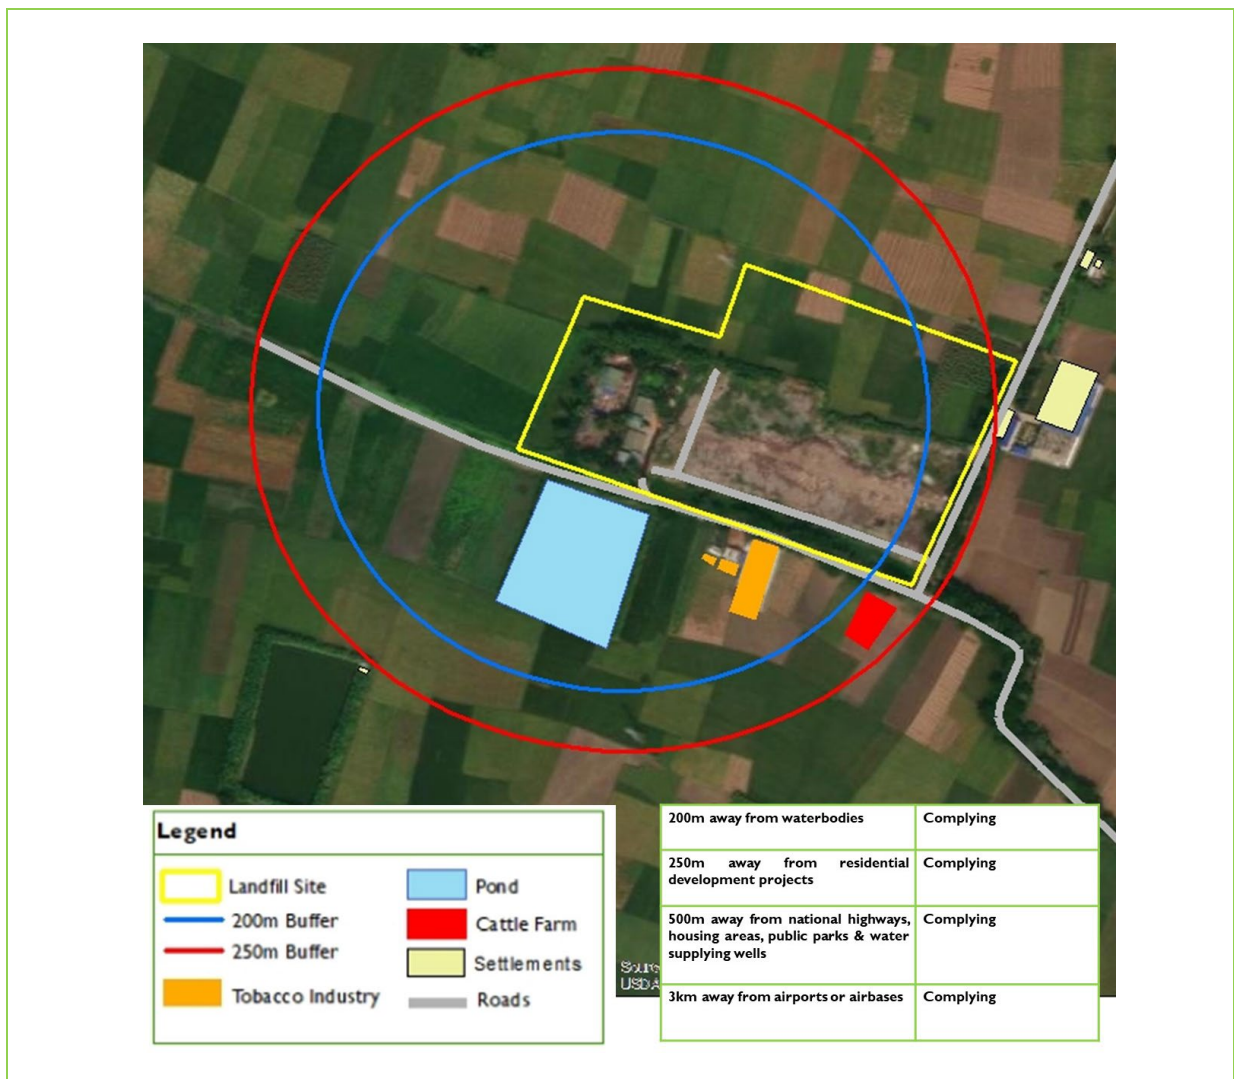 Legend
Landfill Site
200m Buffer
250m Buffer
Tobacco Industry
Pond
Cattle Farm
Settlements
Roads
200m away from waterbodies
Complying
250m away from residential
development projects
Complying
500m away from national highways,
housing areas, public parks & water
supplying wells
Complying
3km away from airports or airbases
Complying